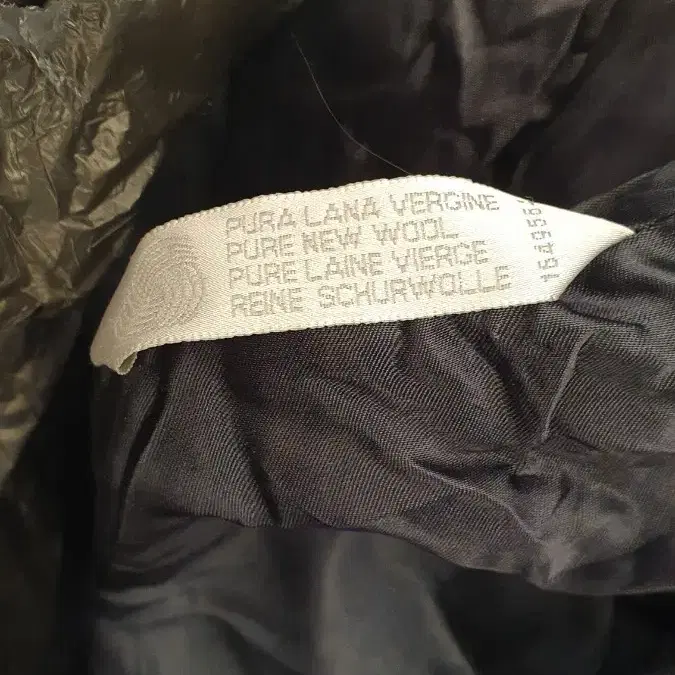 PURA LANA VERGINE
PURE NEW WOOL
PURE LAINE VIERGE
REINE SCHURWOLLE